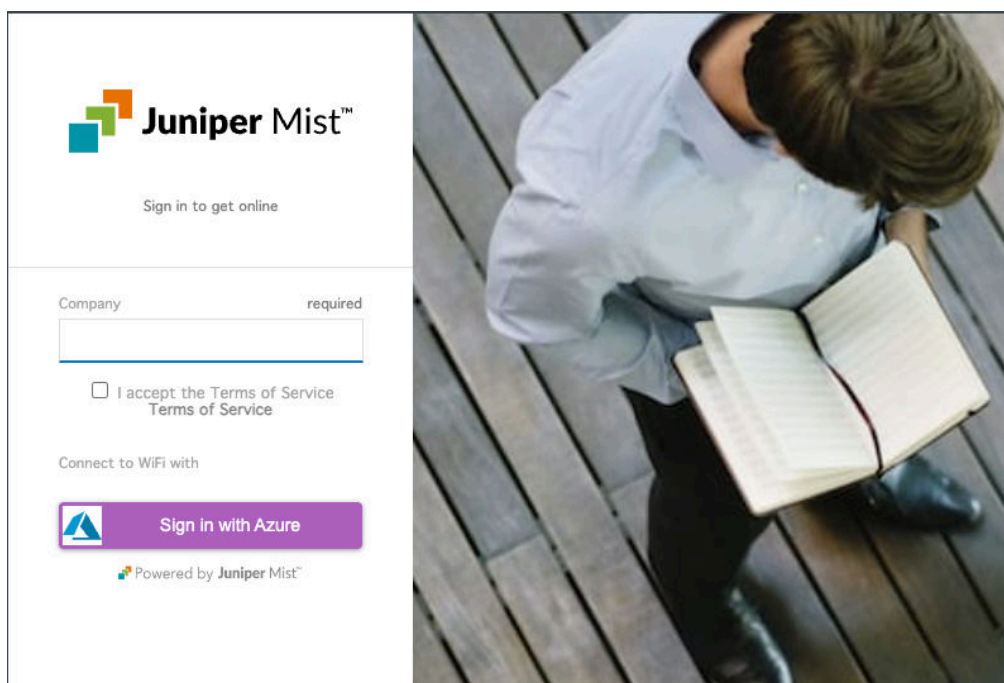 Juniper Mist™
Sign in to get online
Company required
I accept the Terms of Service
Terms of Service
Connect to WiFi with
Sign in with Azure
Powered by Juniper Mist™